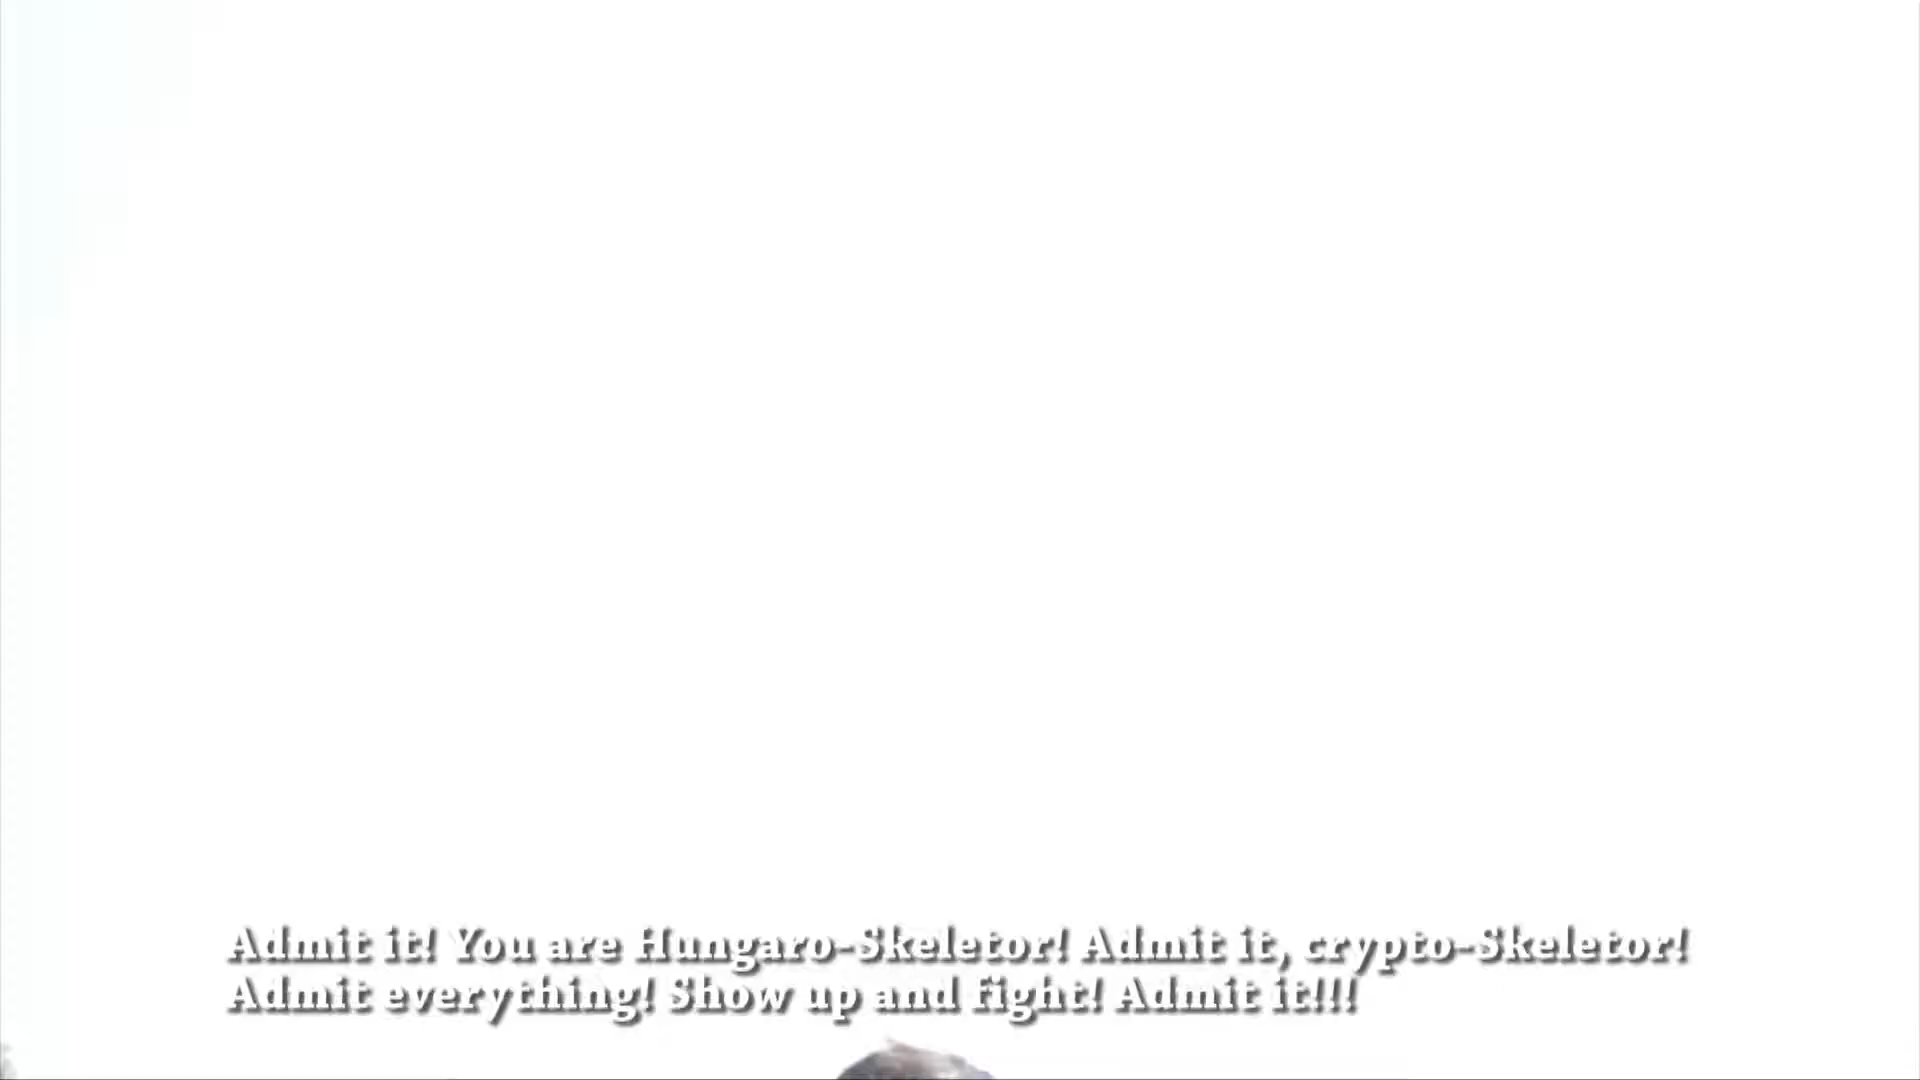 Admit it! You are Hungaro-Skeletor! Admit it, crypto-Skeletor!
Admit everything! Show up and fight! Admit it!!!